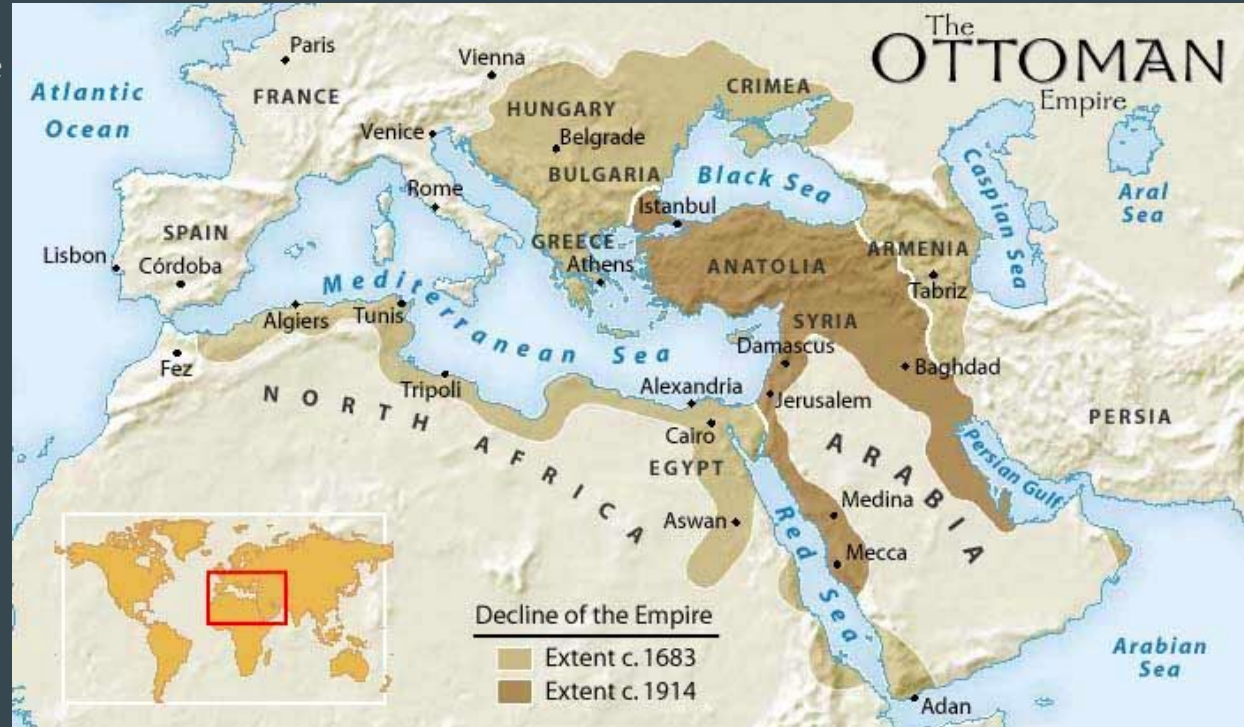 The
OTTOMAN
Empire
Paris
Vienna
Atlantic
Ocean
FRANCE
HUNGARY
CRIMEA
Venice
Belgrade
BULGARIA
Black Sea
Caspian Sea
Aral
Sea
Rome
Istanbul
SPAIN
Lisbon
Córdoba
GREECE
Athens
ANATOLIA
ARMENIA
Tabriz
Mediterranean Sea
Algiers
Tunis
SYRIA
Damascus
Baghdad
Fez
Tripoli
Alexandria
Jerusalem
NORTH AFRICA
Cairo
EGYPT
ARABIA
PERSIA
Persian Gulf
Aswan
Medina
Red Sea
Mecca
Decline of the Empire
Extent c. 1683
Extent c. 1914
Arabian
Sea
Adan